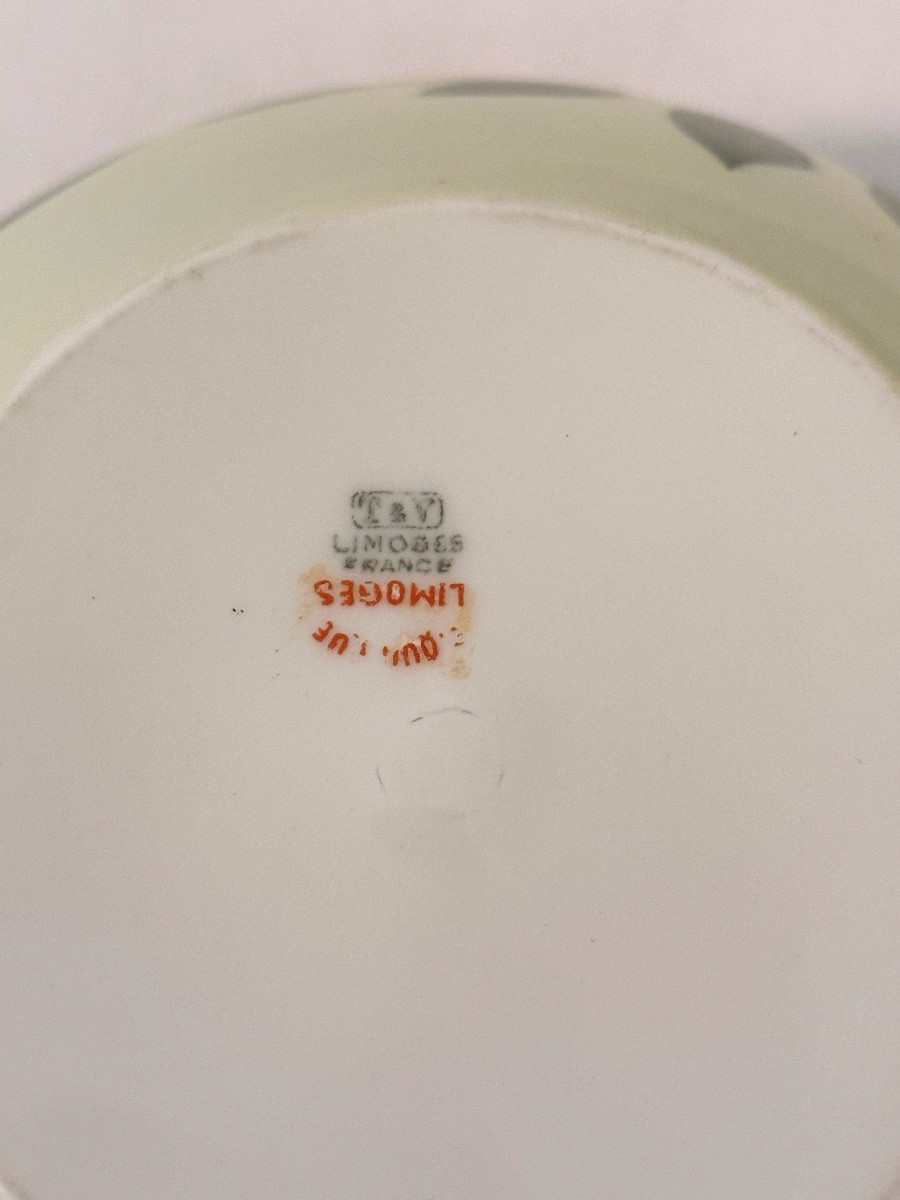 T & V
LIMOGES
FRANCE
LIMOGES